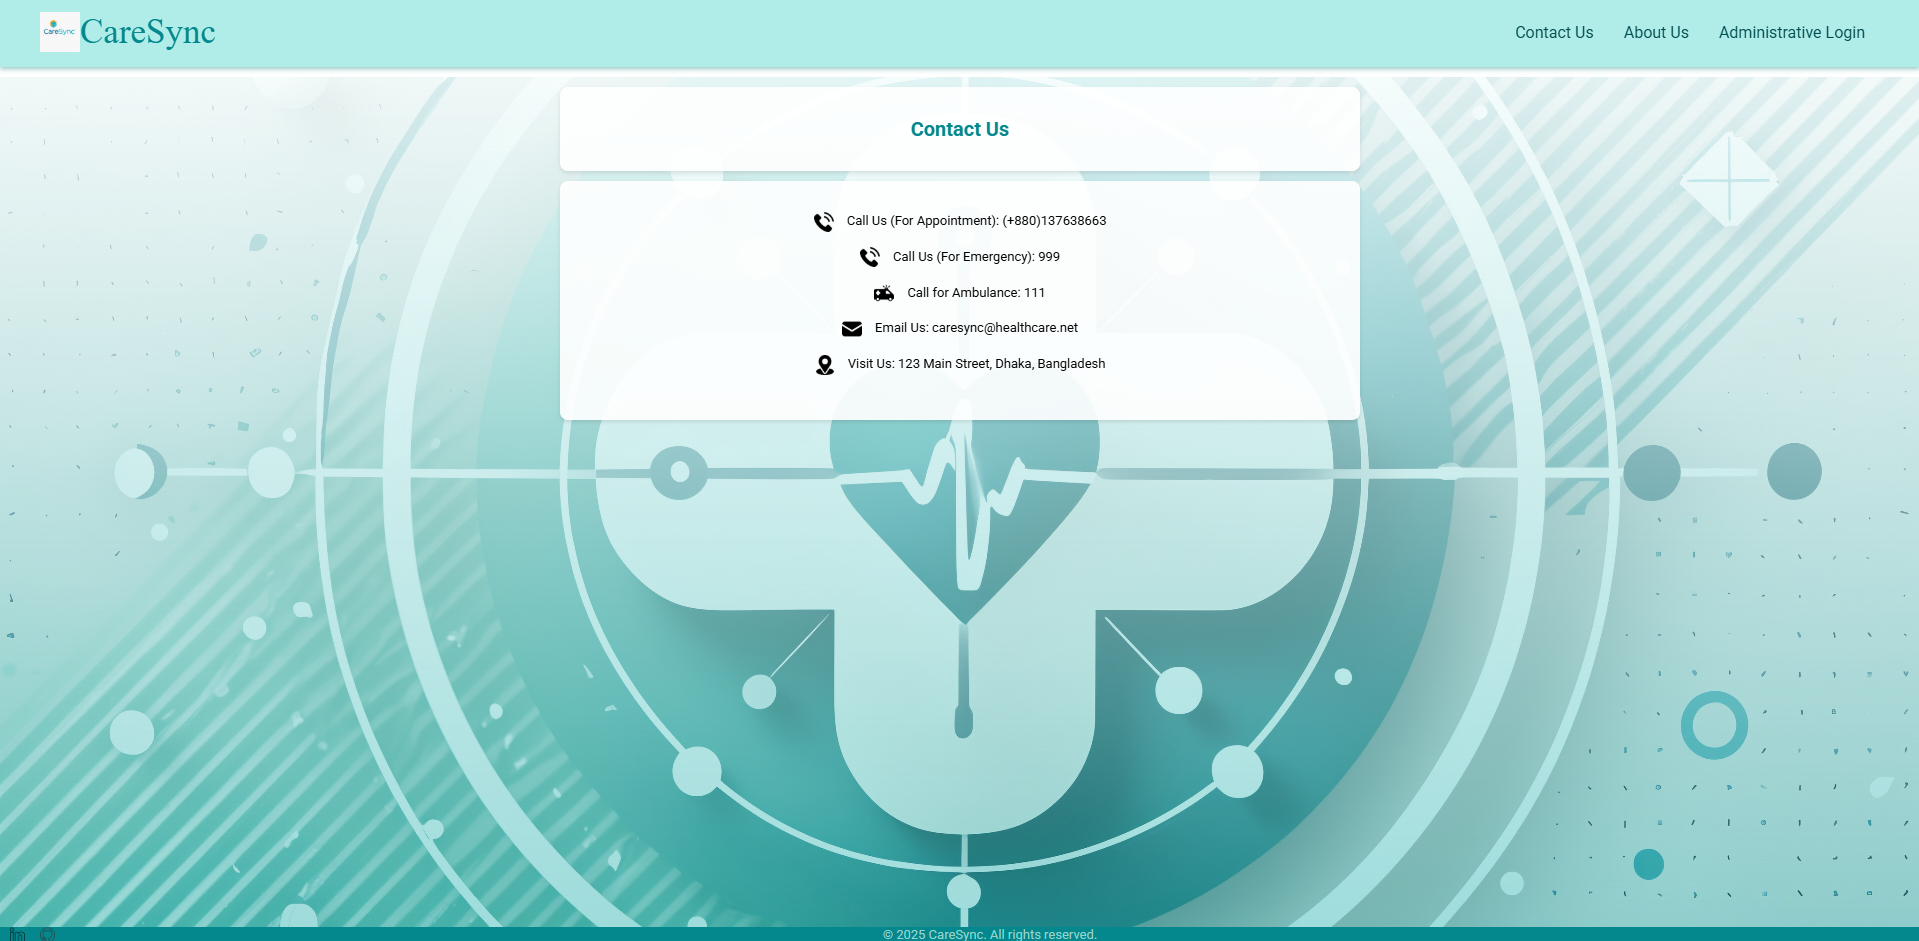 CareSync
CareSync
Contact Us
About Us
Administrative Login
Contact Us
Call Us (For Appointment): (+880)137638663
Call Us (For Emergency): 999
Call for Ambulance: 111
Email Us: caresync@healthcare.net
Visit Us: 123 Main Street, Dhaka, Bangladesh
in
© 2025 CareSync. All rights reserved.